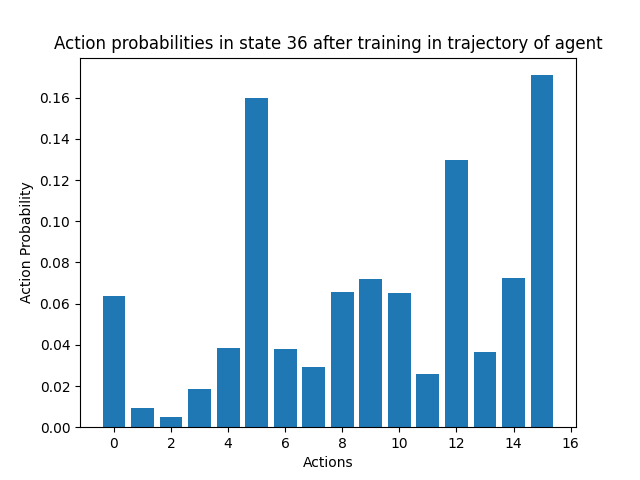 Action probabilities in state 36 after training in trajectory of agent
0.16
0.14
0.12
0.10
0.08
0.06
0.04
0.02
0.00
Action Probability
0 2 4 6 8 10 12 14 16
Actions